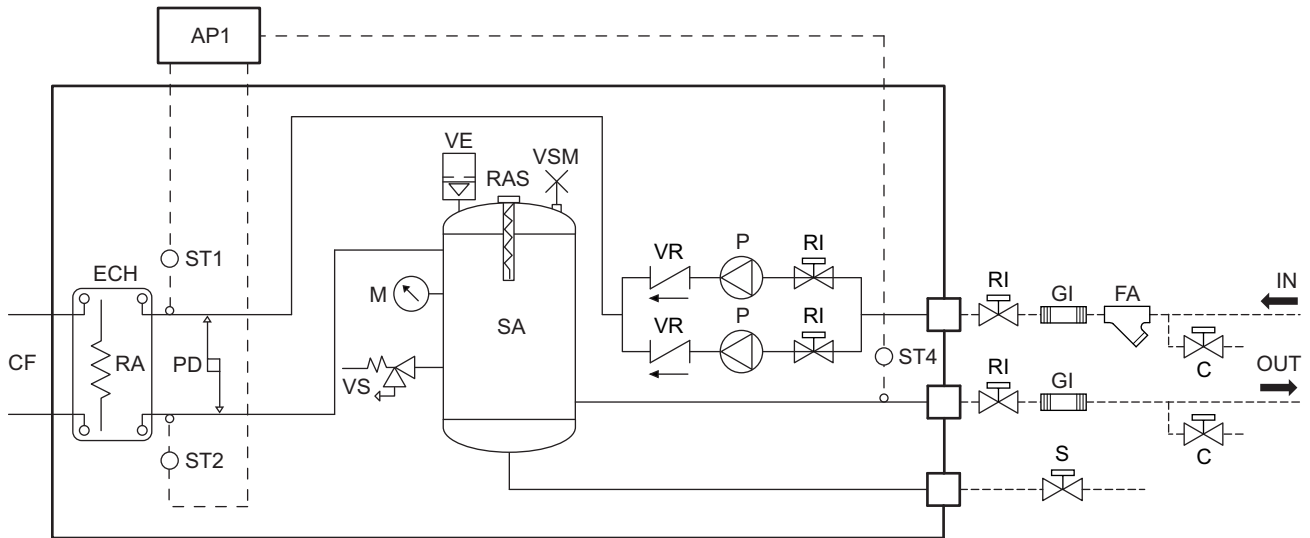 AP1
VE
VSM
RAS
ST1
ECH
VR
P
RI
RI
GI
FA
IN
M
SA
P
RI
CF
RA
PD
VR
ST4
RI
GI
C
OUT
VS
ST2
S
C